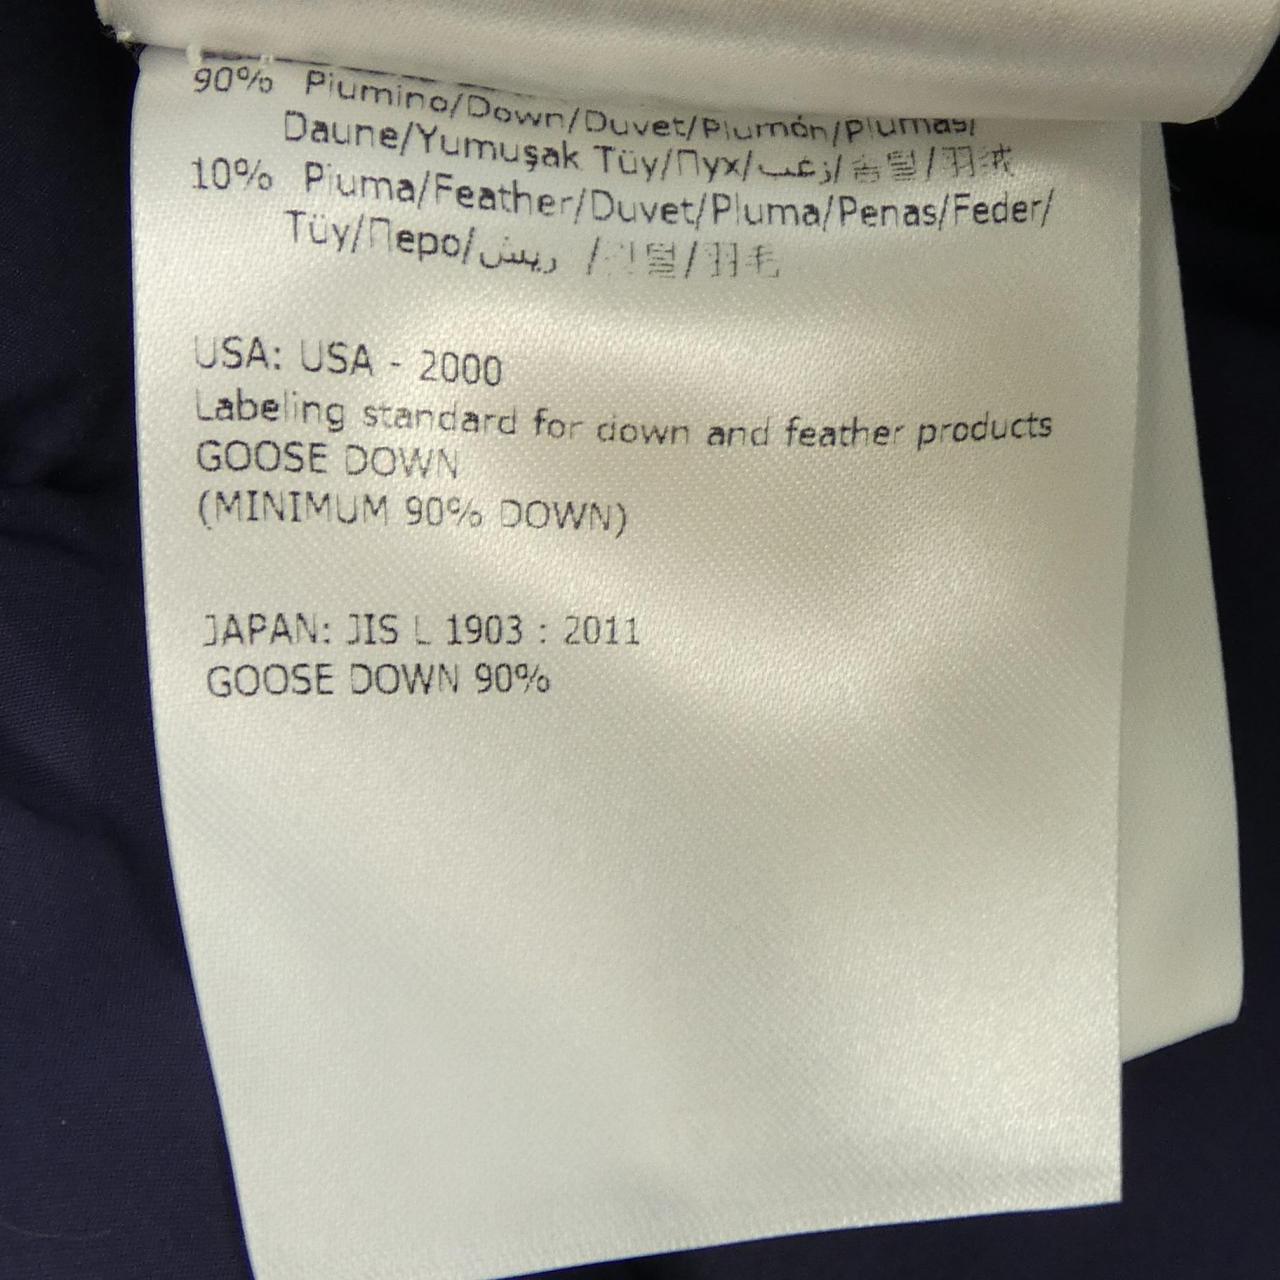 90% Piumino/Down/Duvet/Plumón/Plumas/
Daune/Yumuşak Tüy/Пух/زغب/솜털/羽绒
10% Piuma/Feather/Duvet/Pluma/Penas/Feder/
Tüy/Перо/ريش /깃털/羽毛
USA: USA - 2000
Labeling standard for down and feather products
GOOSE DOWN
(MINIMUM 90% DOWN)
JAPAN: JIS L 1903 : 2011
GOOSE DOWN 90%